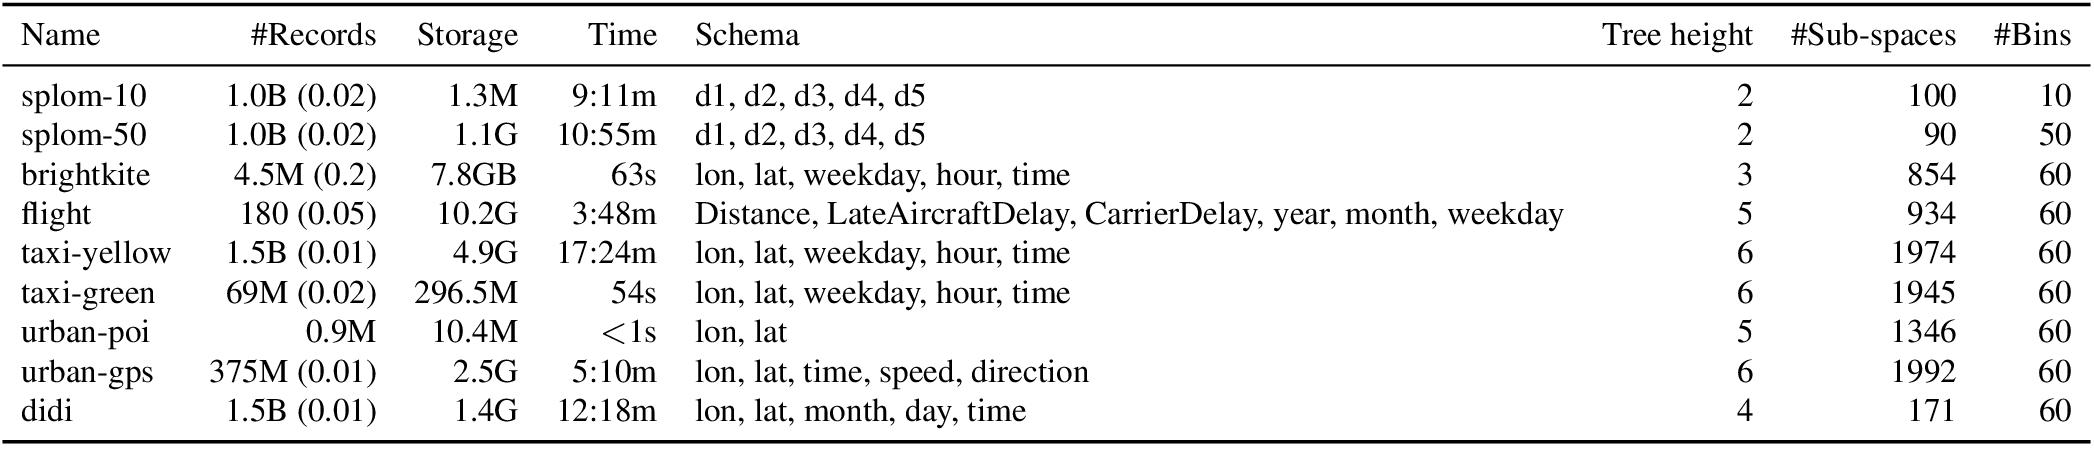 Name #Records Storage Time Schema Tree height #Sub-spaces #Bins
splom-10 1.0B (0.02) 1.3M 9:11m d1, d2, d3, d4, d5 2 100 10
splom-50 1.0B (0.02) 1.1G 10:55m d1, d2, d3, d4, d5 2 90 50
brightkite 4.5M (0.2) 7.8GB 63s lon, lat, weekday, hour, time 3 854 60
flight 180 (0.05) 10.2G 3:48m Distance, LateAircraftDelay, CarrierDelay, year, month, weekday 5 934 60
taxi-yellow 1.5B (0.01) 4.9G 17:24m lon, lat, weekday, hour, time 6 1974 60
taxi-green 69M (0.02) 296.5M 54s lon, lat, weekday, hour, time 6 1945 60
urban-poi 0.9M 10.4M <1s lon, lat 5 1346 60
urban-gps 375M (0.01) 2.5G 5:10m lon, lat, time, speed, direction 6 1992 60
didi 1.5B (0.01) 1.4G 12:18m lon, lat, month, day, time 4 171 60